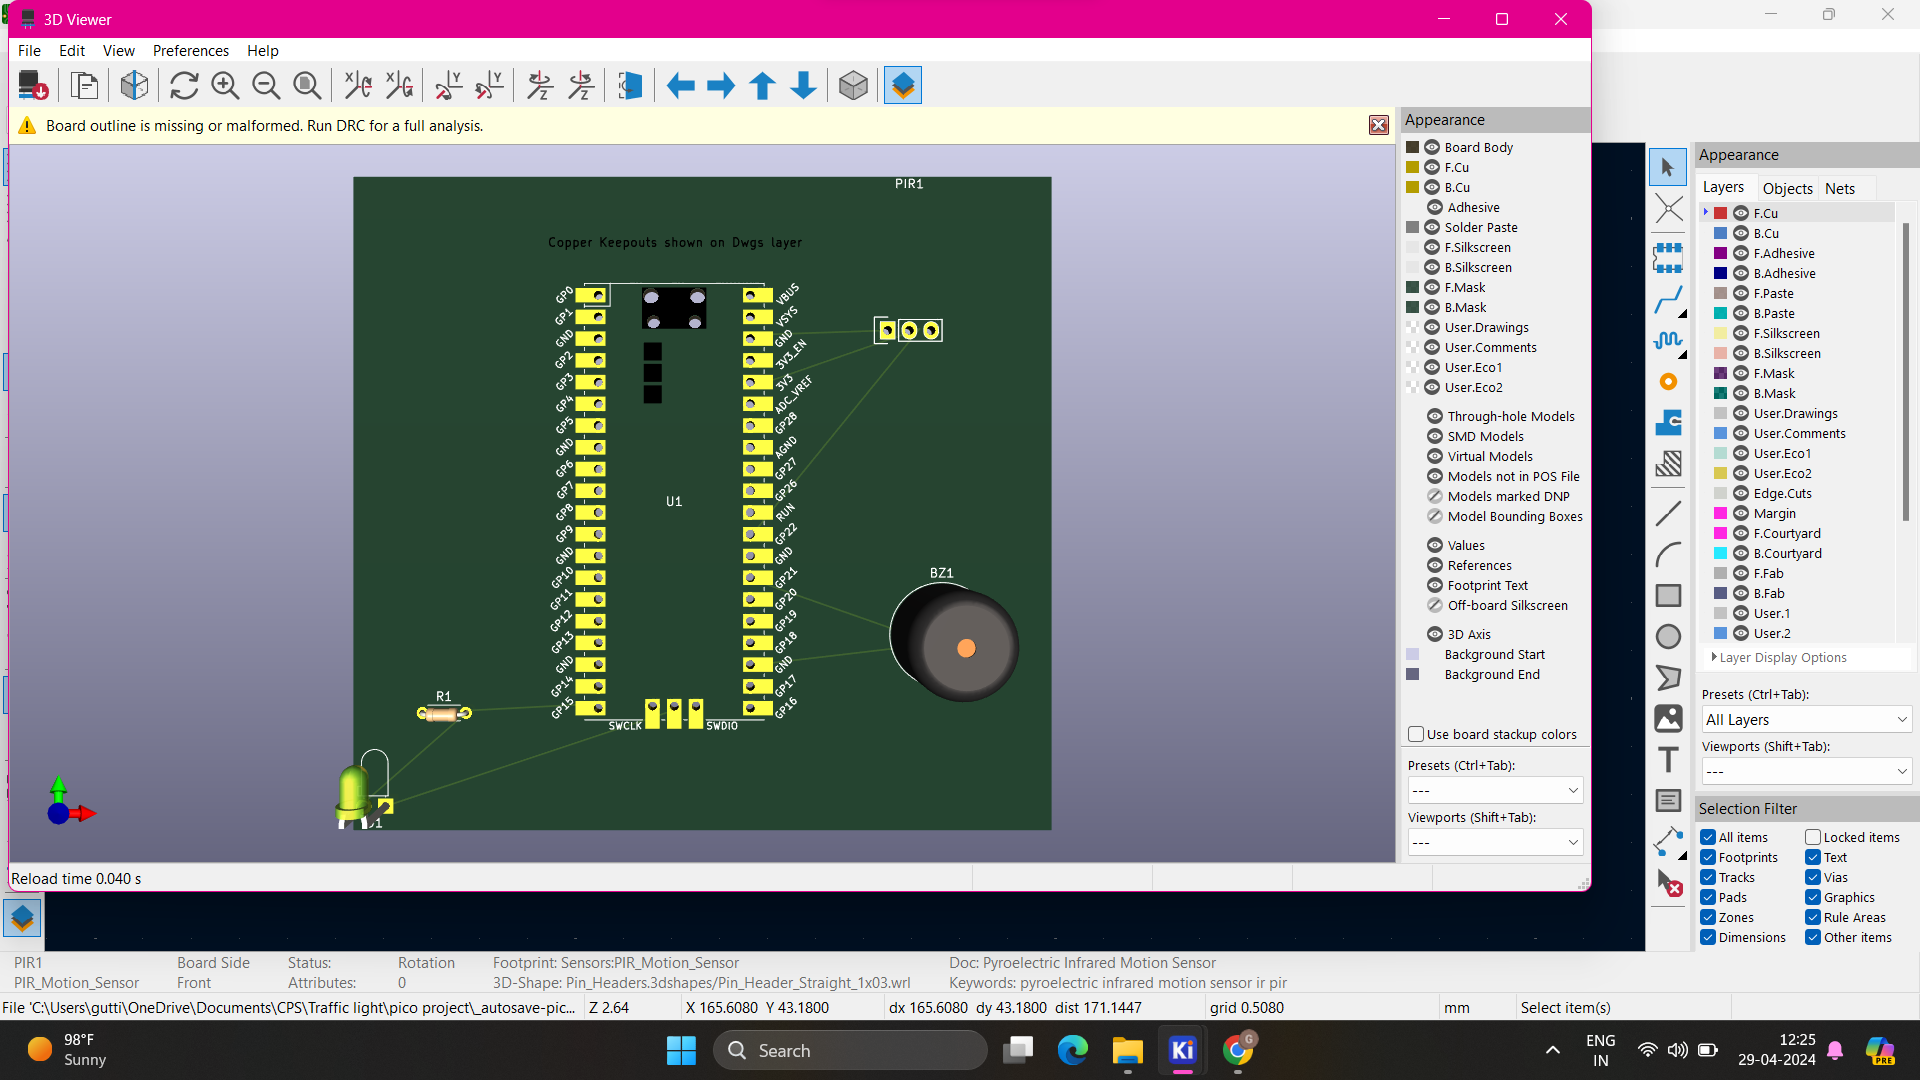 3D Viewer
File Edit View Preferences Help
Board outline is missing or malformed. Run DRC for a full analysis.
PIR1
Copper Keepouts shown on Dwgs layer
GP0
GP1
GND
GP2
GP3
GP4
GP5
GND
GP6
GP7
GP8
GP9
GND
GP10
GP11
GP12
GP13
GND
GP14
GP15
VBUS
VSYS
GND
3V3_EN
3V3
ADC_VREF
GP28
AGND
GP27
GP26
RUN
GP22
GND
GP21
GP20
GP19
GP18
GND
GP17
GP16
U1
BZ1
R1
SWCLK SWDIO
Reload time 0.040 s
Appearance
Board Body
F.Cu
B.Cu
Adhesive
Solder Paste
F.Silkscreen
B.Silkscreen
F.Mask
B.Mask
User.Drawings
User.Comments
User.Eco1
User.Eco2
Through-hole Models
SMD Models
Virtual Models
Models not in POS File
Models marked DNP
Model Bounding Boxes
Values
References
Footprint Text
Off-board Silkscreen
3D Axis
Background Start
Background End
Use board stackup colors
Presets (Ctrl+Tab):
---
Viewports (Shift+Tab):
---
Appearance
Layers Objects Nets
F.Cu
B.Cu
F.Adhesive
B.Adhesive
F.Paste
B.Paste
F.Silkscreen
B.Silkscreen
F.Mask
B.Mask
User.Drawings
User.Comments
User.Eco1
User.Eco2
Edge.Cuts
Margin
F.Courtyard
B.Courtyard
F.Fab
B.Fab
User.1
User.2
Layer Display Options
Presets (Ctrl+Tab):
All Layers
Viewports (Shift+Tab):
---
Selection Filter
All items Locked items
Footprints Text
Tracks Vias
Pads Graphics
Zones Rule Areas
Dimensions Other items
PIR1 Board Side Status: Rotation Footprint: Sensors:PIR_Motion_Sensor Doc: Pyroelectric Infrared Motion Sensor
PIR_Motion_Sensor Front Attributes: 0 3D-Shape: Pin_Headers.3dshapes/Pin_Header_Straight_1x03.wrl Keywords: pyroelectric infrared motion sensor ir pir
File 'C:\Users\gutti\OneDrive\Documents\CPS\Traffic light\pico project\_autosave-pic... Z 2.64 X 165.6080 Y 43.1800 dx 165.6080 dy 43.1800 dist 171.1447 grid 0.5080 mm Select item(s)
98°F
Sunny
Search
ENG
IN
12:25
29-04-2024